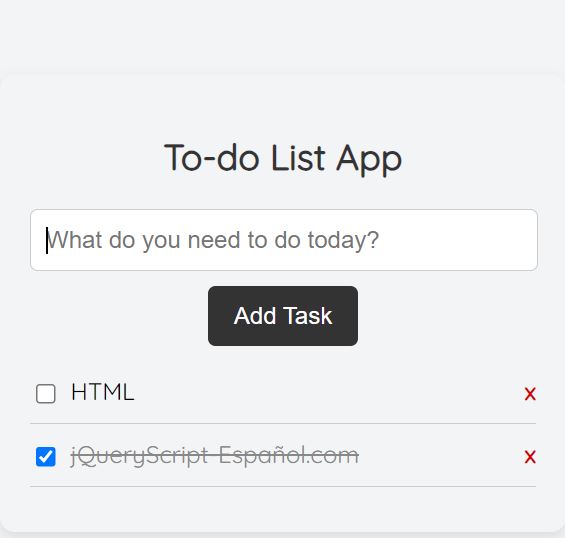 To-do List App
What do you need to do today?
Add Task
HTML x
jQueryScript-Español.com x